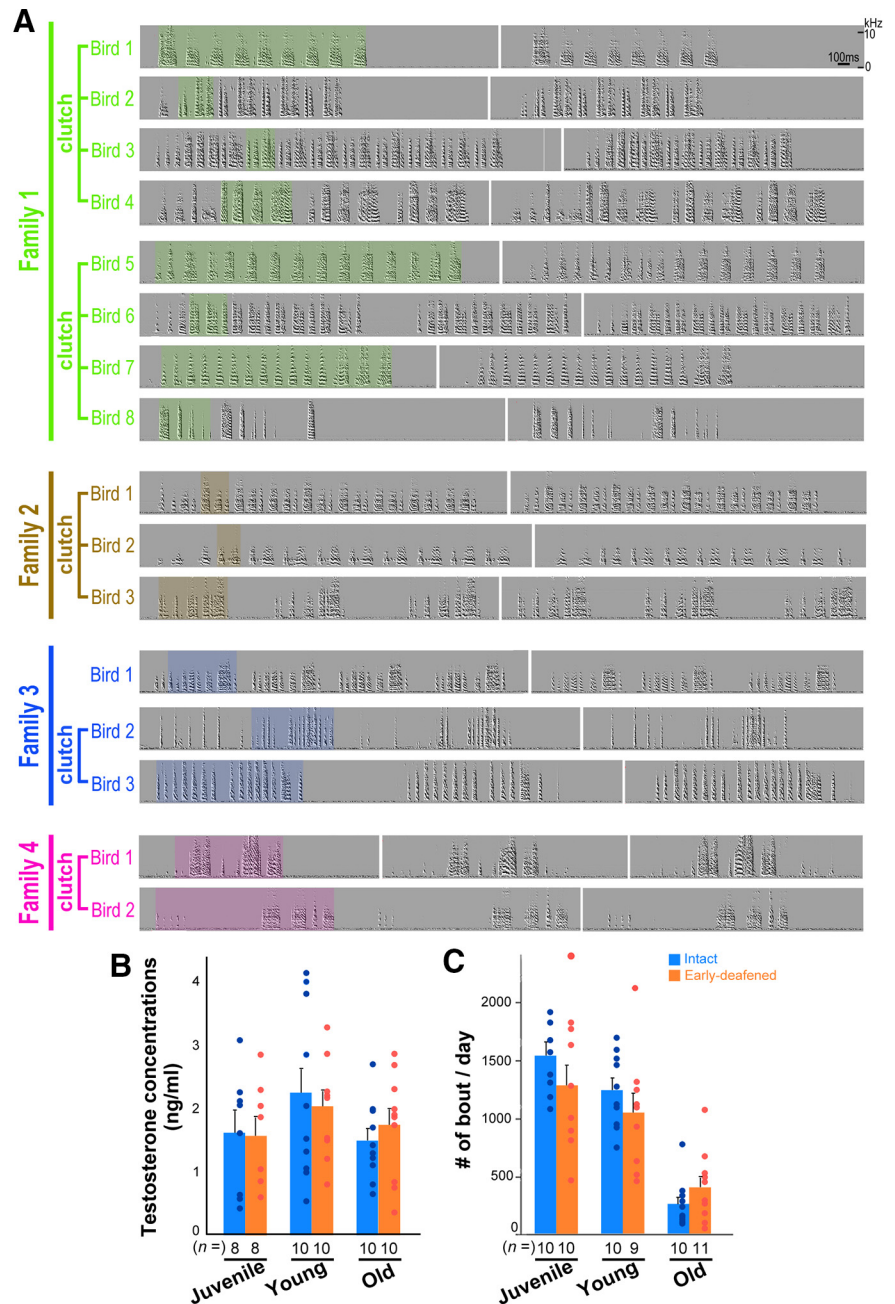 A
kHz
10
0
100ms
Family 1
clutch
Bird 1
Bird 2
Bird 3
Bird 4
clutch
Bird 5
Bird 6
Bird 7
Bird 8
Family 2
clutch
Bird 1
Bird 2
Bird 3
Family 3
Bird 1
clutch
Bird 2
Bird 3
Family 4
clutch
Bird 1
Bird 2
B
Testosterone concentrations
(ng/ml)
4
3
2
1
0
(n =) 8 8 10 10 10 10
Juvenile Young Old
C
Intact
Early-deafened
# of bout / day
2000
1500
1000
500
0
(n =) 10 10 10 9 10 11
Juvenile Young Old